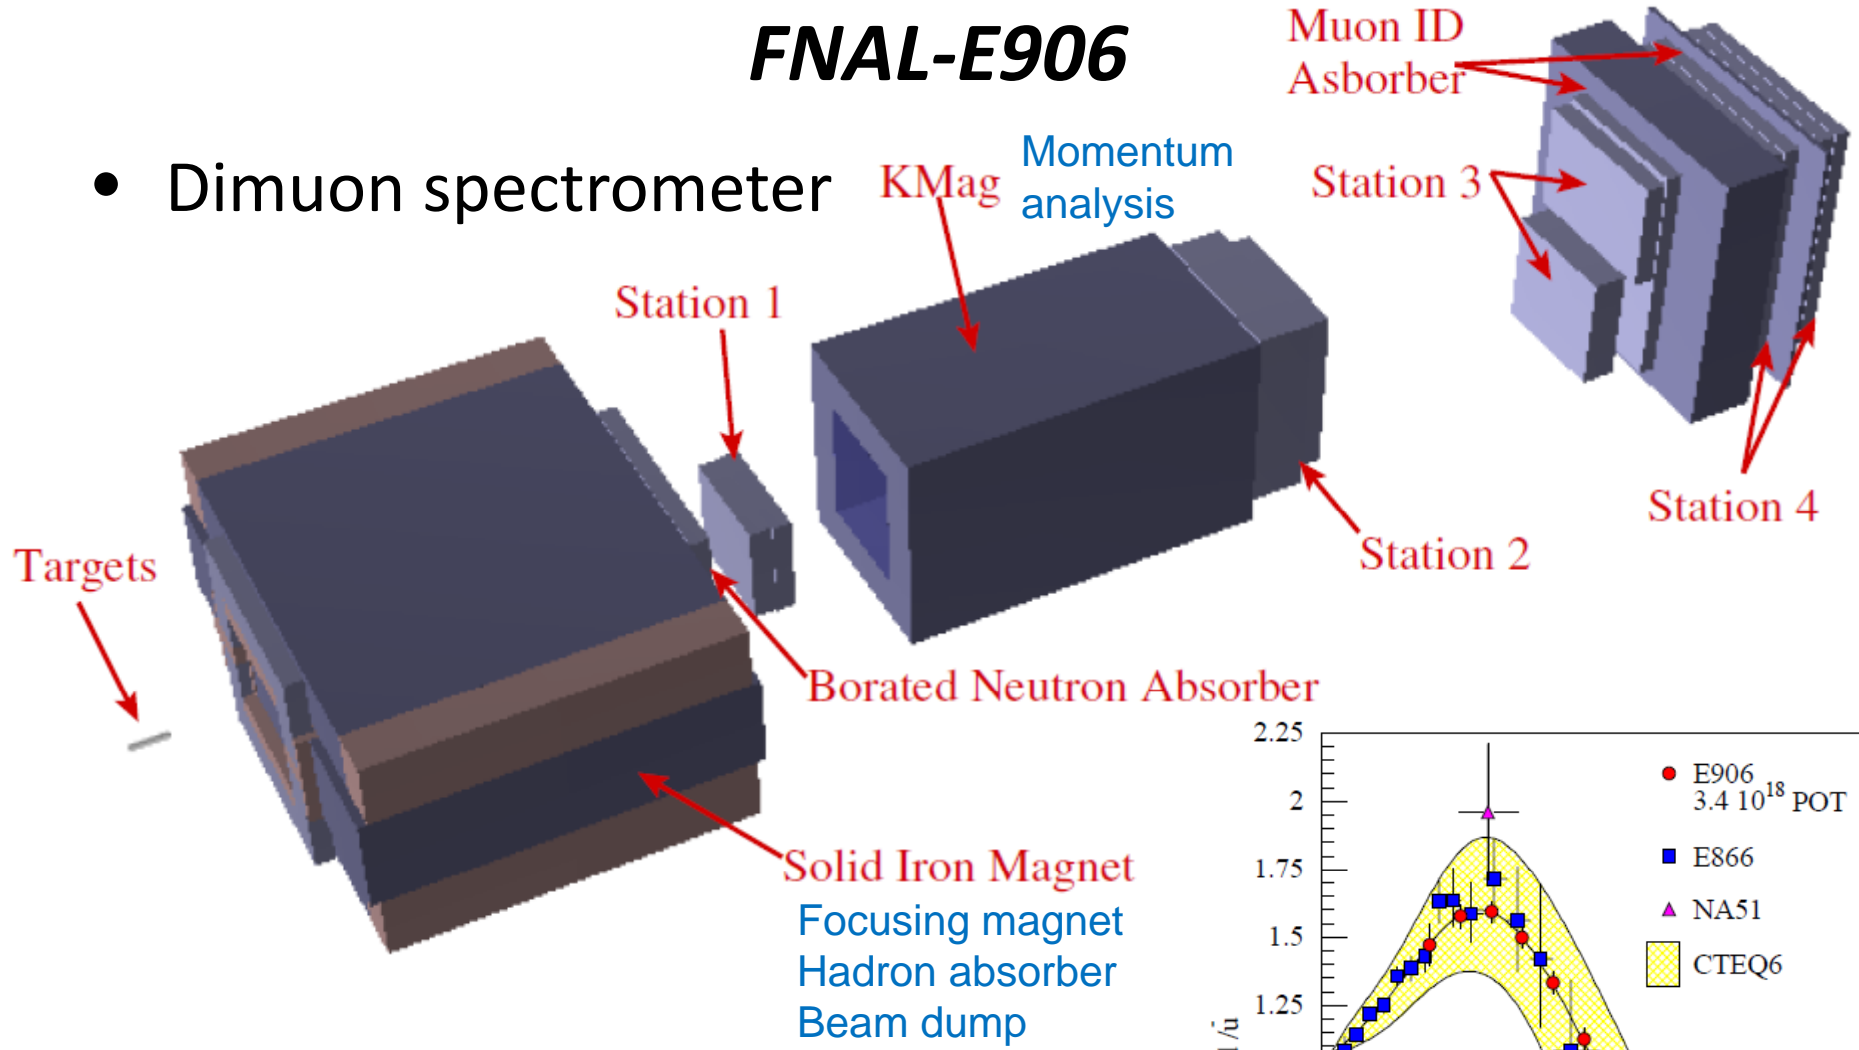 FNAL-E906
• Dimuon spectrometer
KMag
Momentum
analysis
Muon ID
Asborber
Station 3
Station 1
Station 4
Station 2
Targets
Borated Neutron Absorber
Solid Iron Magnet
Focusing magnet
Hadron absorber
Beam dump
2.25
2
1.75
1.5
1.25
E906
3.4 10¹⁸ POT
E866
NA51
CTEQ6